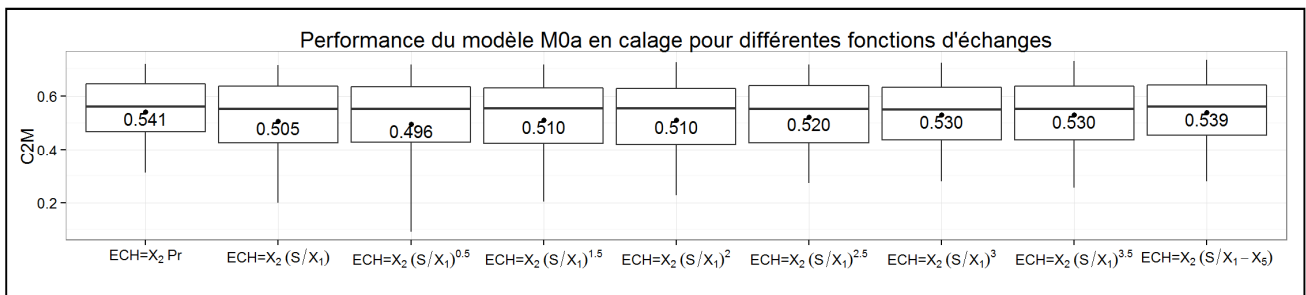 Performance du modèle M0a en calage pour différentes fonctions d'échanges
C2M
0.6
0.4
0.2
0.541 0.505 0.496 0.510 0.510 0.520 0.530 0.530 0.539
ECH=X₂ Pr ECH=X₂ (S/X₁) ECH=X₂ (S/X₁)^0.5 ECH=X₂ (S/X₁)^1.5 ECH=X₂ (S/X₁)^2 ECH=X₂ (S/X₁)^2.5 ECH=X₂ (S/X₁)^3 ECH=X₂ (S/X₁)^3.5 ECH=X₂ (S/X₁−X₅)